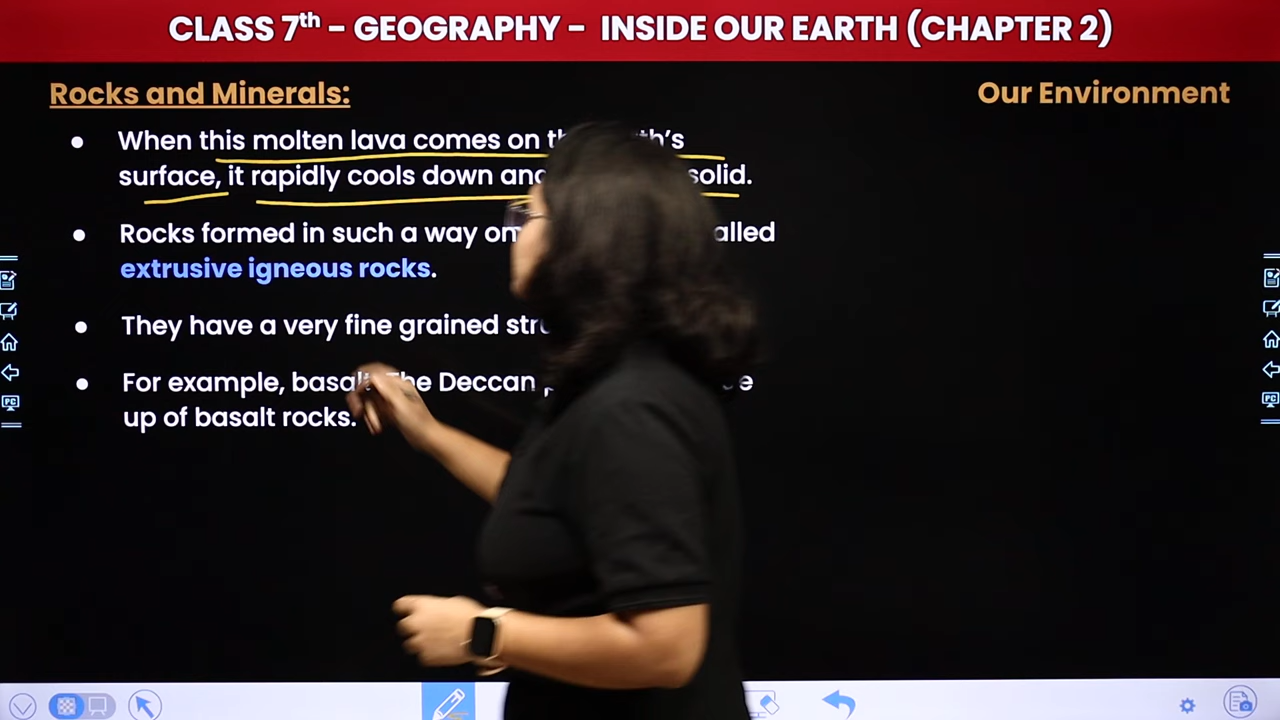 CLASS 7th - GEOGRAPHY - INSIDE OUR EARTH (CHAPTER 2)
Rocks and Minerals:
Our Environment
• When this molten lava comes on
surface, it rapidly cools down and solid.
• Rocks formed in such a way
extrusive igneous rocks.
• They have a very fine grained
• For example, basalt. The Deccan
up of basalt rocks.
PC
PC